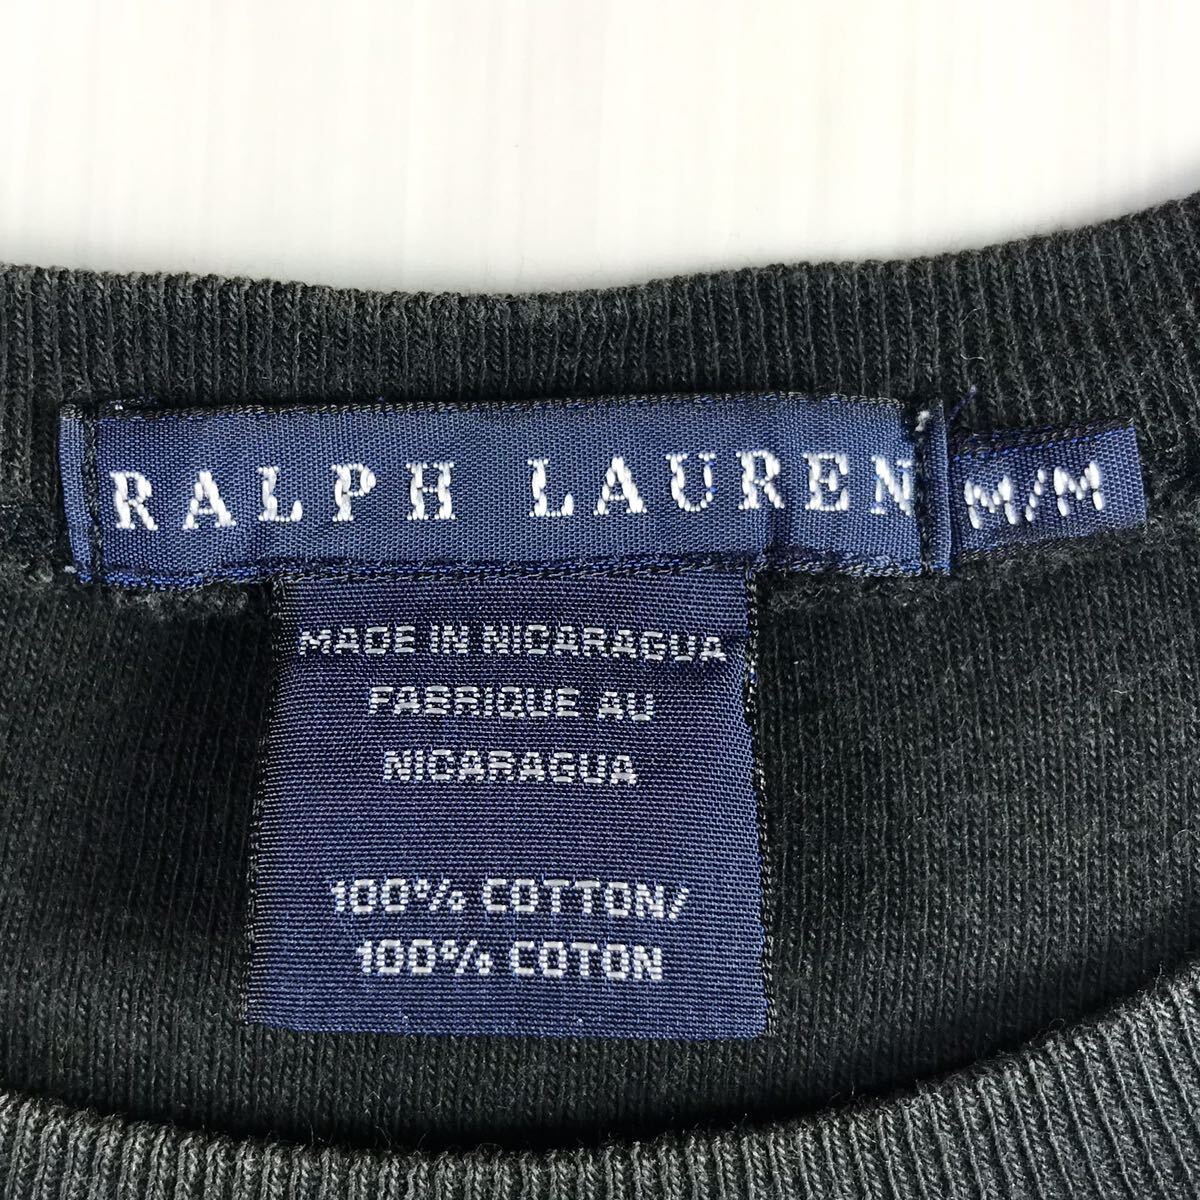 RALPH LAUREN
M/M
MADE IN NICARAGUA
FABRIQUE AU
NICARAGUA
100% COTTON/
100% COTON